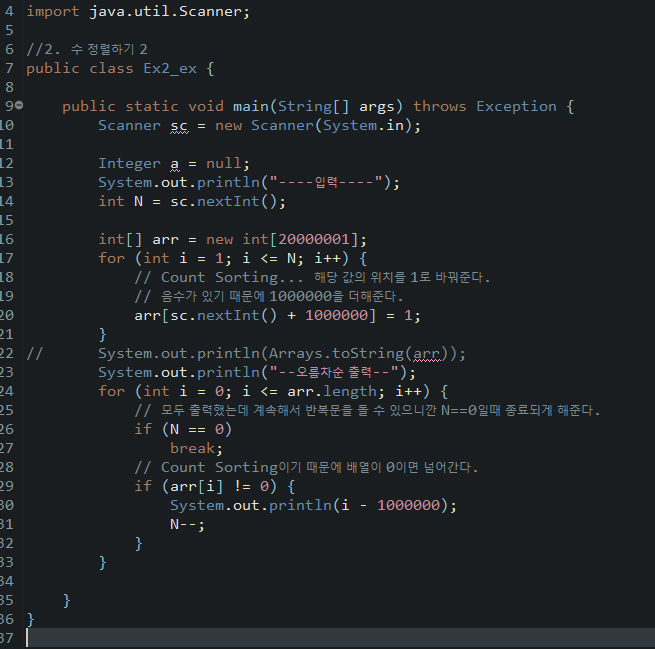 4 import java.util.Scanner;
5
6 //2. 수 정렬하기 2
7 public class Ex2_ex {
8
9 public static void main(String[] args) throws Exception {
10 Scanner sc = new Scanner(System.in);
11
12 Integer a = null;
13 System.out.println("----입력----");
14 int N = sc.nextInt();
15
16 int[] arr = new int[20000001];
17 for (int i = 1; i <= N; i++) {
18 // Count Sorting... 해당 값의 위치를 1로 바꿔준다.
19 // 음수가 있기 때문에 1000000을 더해준다.
20 arr[sc.nextInt() + 1000000] = 1;
21 }
22 // System.out.println(Arrays.toString(arr));
23 System.out.println("--오름차순 출력--");
24 for (int i = 0; i <= arr.length; i++) {
25 // 모두 출력했는데 계속해서 반복문을 돌 수 있으니깐 N==0일때 종료되게 해준다.
26 if (N == 0)
27 break;
28 // Count Sorting이기 때문에 배열이 0이면 넘어간다.
29 if (arr[i] != 0) {
30 System.out.println(i - 1000000);
31 N--;
32 }
33 }
34
35 }
36 }
37